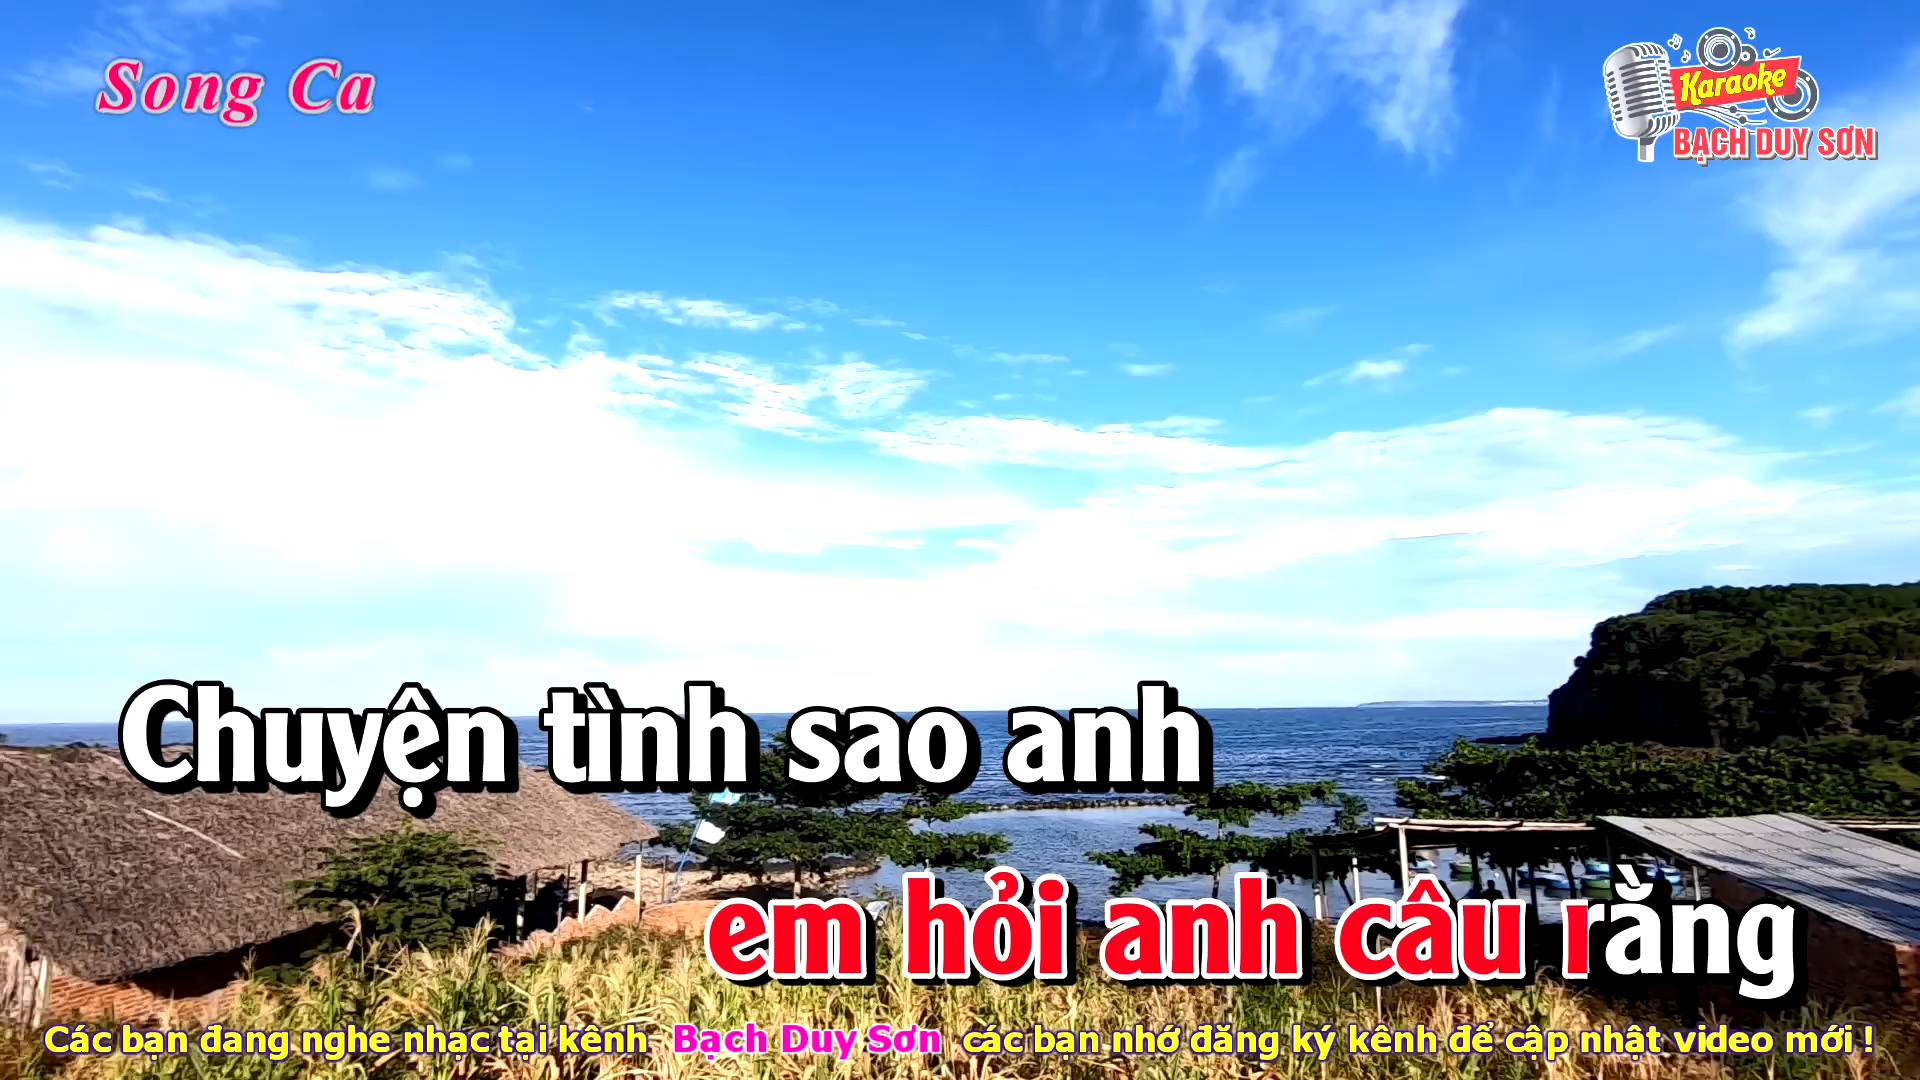 Song Ca
Karaoke
BẠCH DUY SƠN
Chuyện tình sao anh
em hỏi anh câu rằng
Các bạn đang nghe nhạc tại kênh Bạch Duy Sơn các bạn nhớ đăng ký kênh để cập nhật video mới !